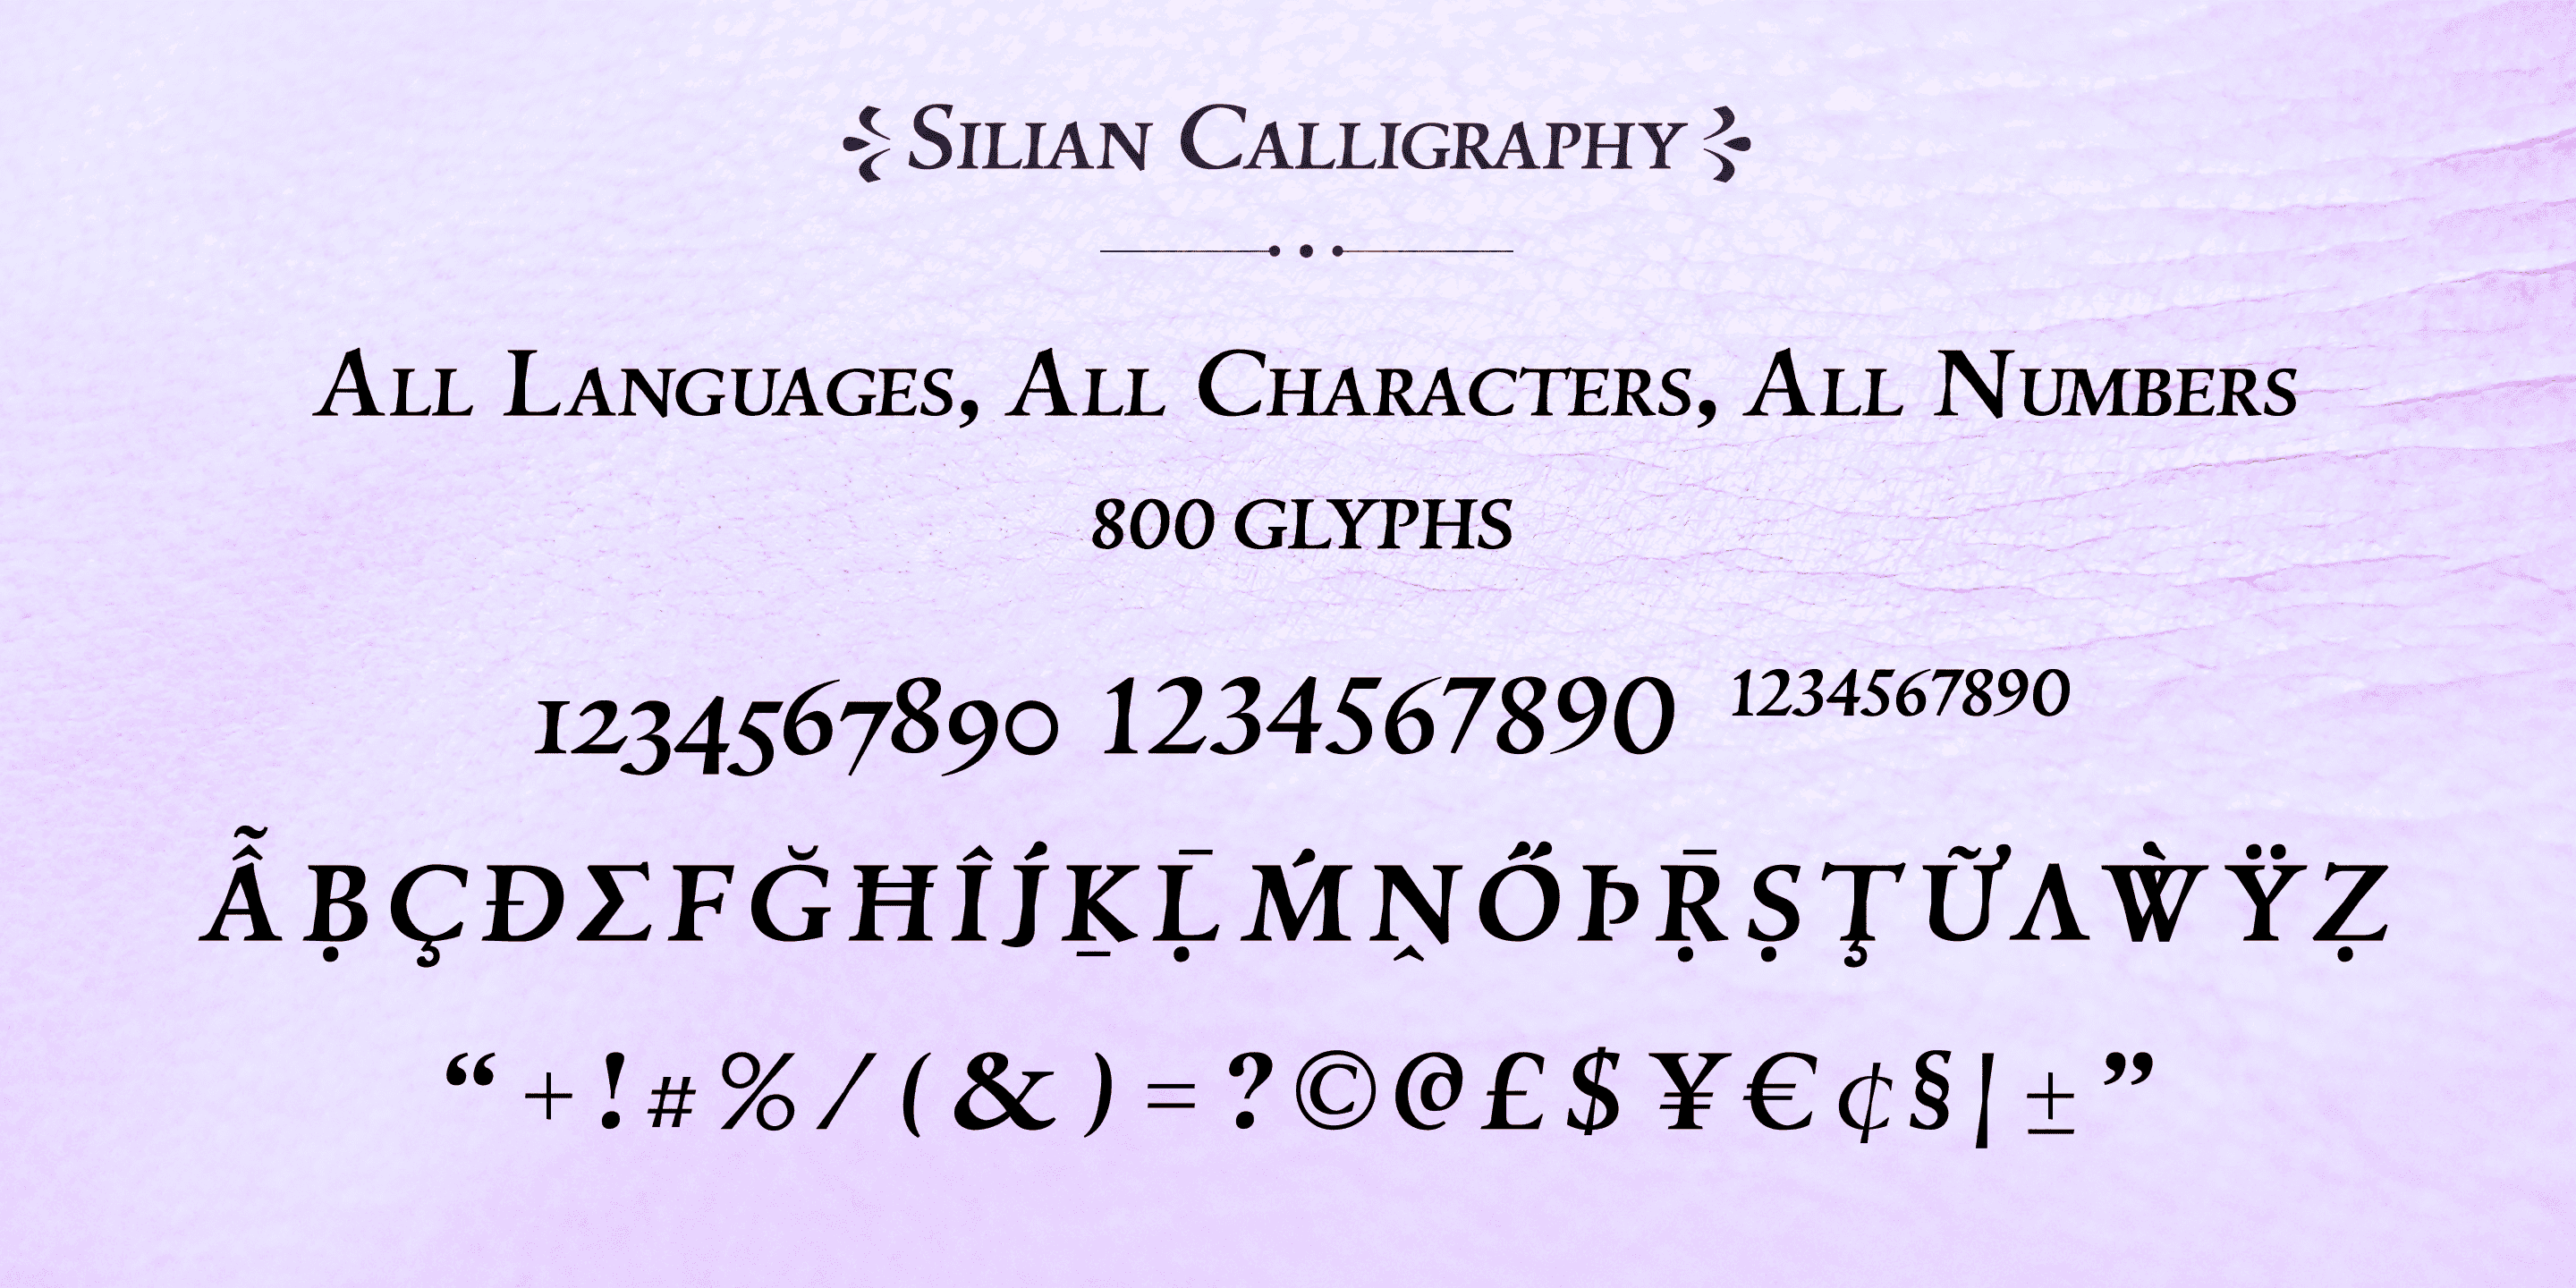 Silian Calligraphy
All Languages, All Characters, All Numbers
800 GLYPHS
1234567890 1234567890 1234567890
Ẫ Ḅ Ç Đ Σ F Ğ Ħ Î J́ Ḵ Ḹ Ḿ Ṋ Ő Þ Ṝ Ṣ Ţ Ữ Λ Ẁ Ÿ Ẓ
“ + ! # % / ( & ) = ? © @ £ $ ¥ € ¢ § | ± ”